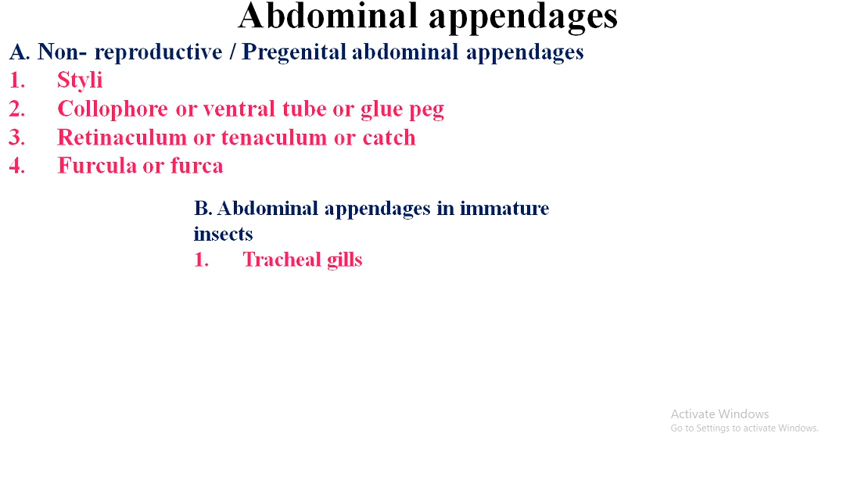 Abdominal appendages
A. Non- reproductive / Pregenital abdominal appendages
1. Styli
2. Collophore or ventral tube or glue peg
3. Retinaculum or tenaculum or catch
4. Furcula or furca
B. Abdominal appendages in immature
insects
1. Tracheal gills
Activate Windows
Go to Settings to activate Windows.